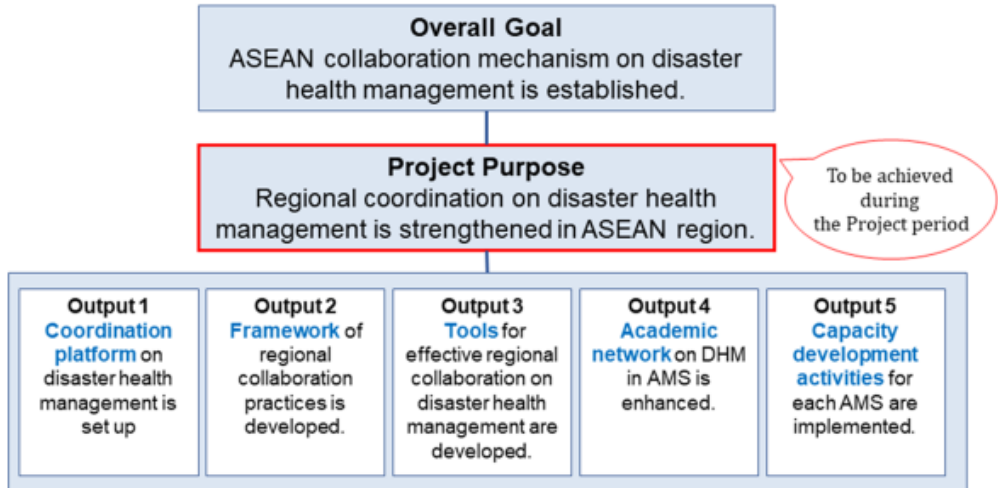 Overall Goal
ASEAN collaboration mechanism on disaster
health management is established.
Project Purpose
Regional coordination on disaster health
management is strengthened in ASEAN region.
To be achieved
during
the Project period
Output 1
Coordination
platform on
disaster health
management is
set up
Output 2
Framework of
regional
collaboration
practices is
developed.
Output 3
Tools for
effective regional
collaboration on
disaster health
management are
developed.
Output 4
Academic
network on DHM
in AMS is
enhanced.
Output 5
Capacity
development
activities for
each AMS are
implemented.